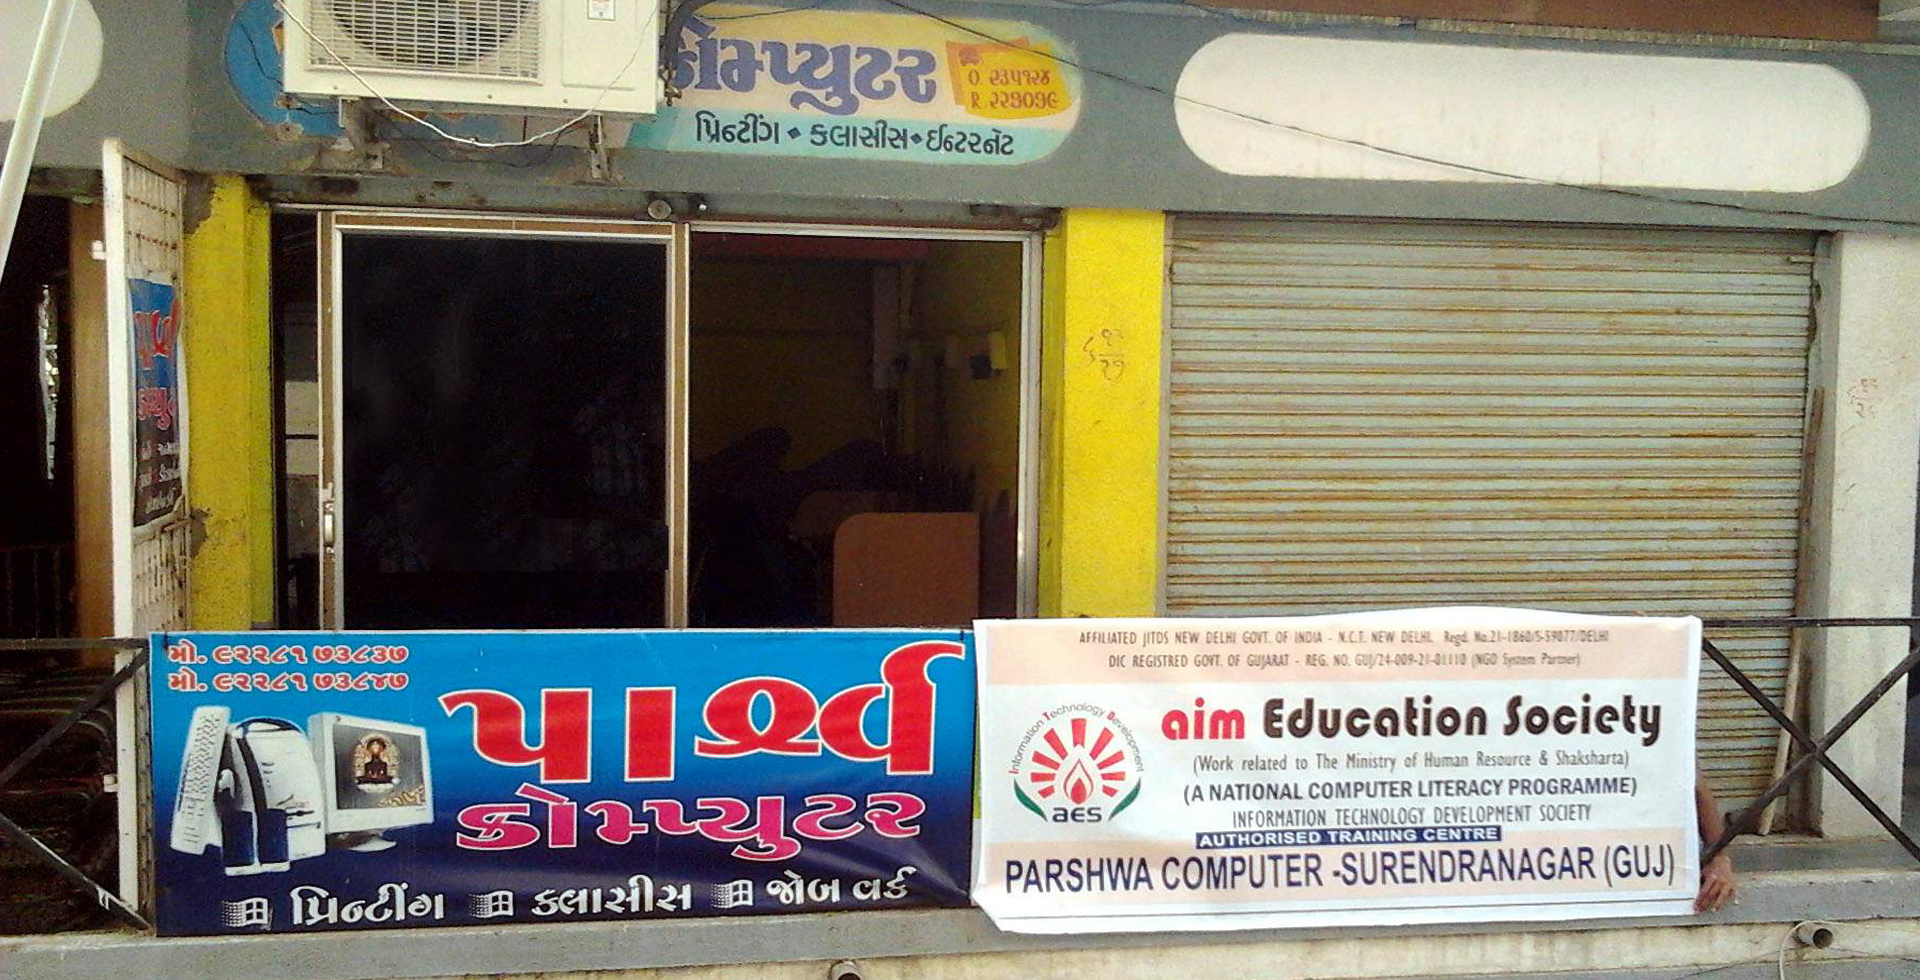 કોમ્પ્યુટર
O ૨૩૫૧૨૪
R. ૨૨૭૦૭૯
પ્રિન્ટીંગ • કલાસીસ • ઈન્ટરનેટ
મો. ૯૨૨૮૧ ૭૩૮૩૭
મો. ૯૨૨૮૧ ૭૩૮૪૭
પાર્શ્વ
કોમ્પ્યુટર
પ્રિન્ટીંગ કલાસીસ જોબ વર્ક
AFFILIATED JITDS NEW DELHI GOVT. OF INDIA - N.C.T. NEW DELHI. Regd. No.21-1860/S-59077/DELHI
DIC REGISTRED GOVT. OF GUJARAT - REG. NO. GUJ/24-009-21-01110 (NGO System Partner)
Information Technology Development
aes
aim Education Society
(Work related to The Ministry of Human Resource & Shaksharta)
(A NATIONAL COMPUTER LITERACY PROGRAMME)
INFORMATION TECHNOLOGY DEVELOPMENT SOCIETY
AUTHORISED TRAINING CENTRE
PARSHWA COMPUTER -SURENDRANAGAR (GUJ)